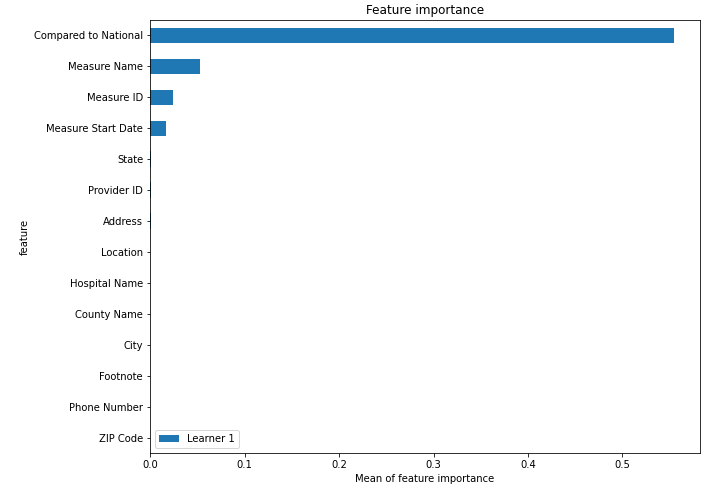 Feature importance
Compared to National
Measure Name
Measure ID
Measure Start Date
State
Provider ID
Address
Location
Hospital Name
County Name
City
Footnote
Phone Number
ZIP Code
feature
Learner 1
0.0 0.1 0.2 0.3 0.4 0.5
Mean of feature importance